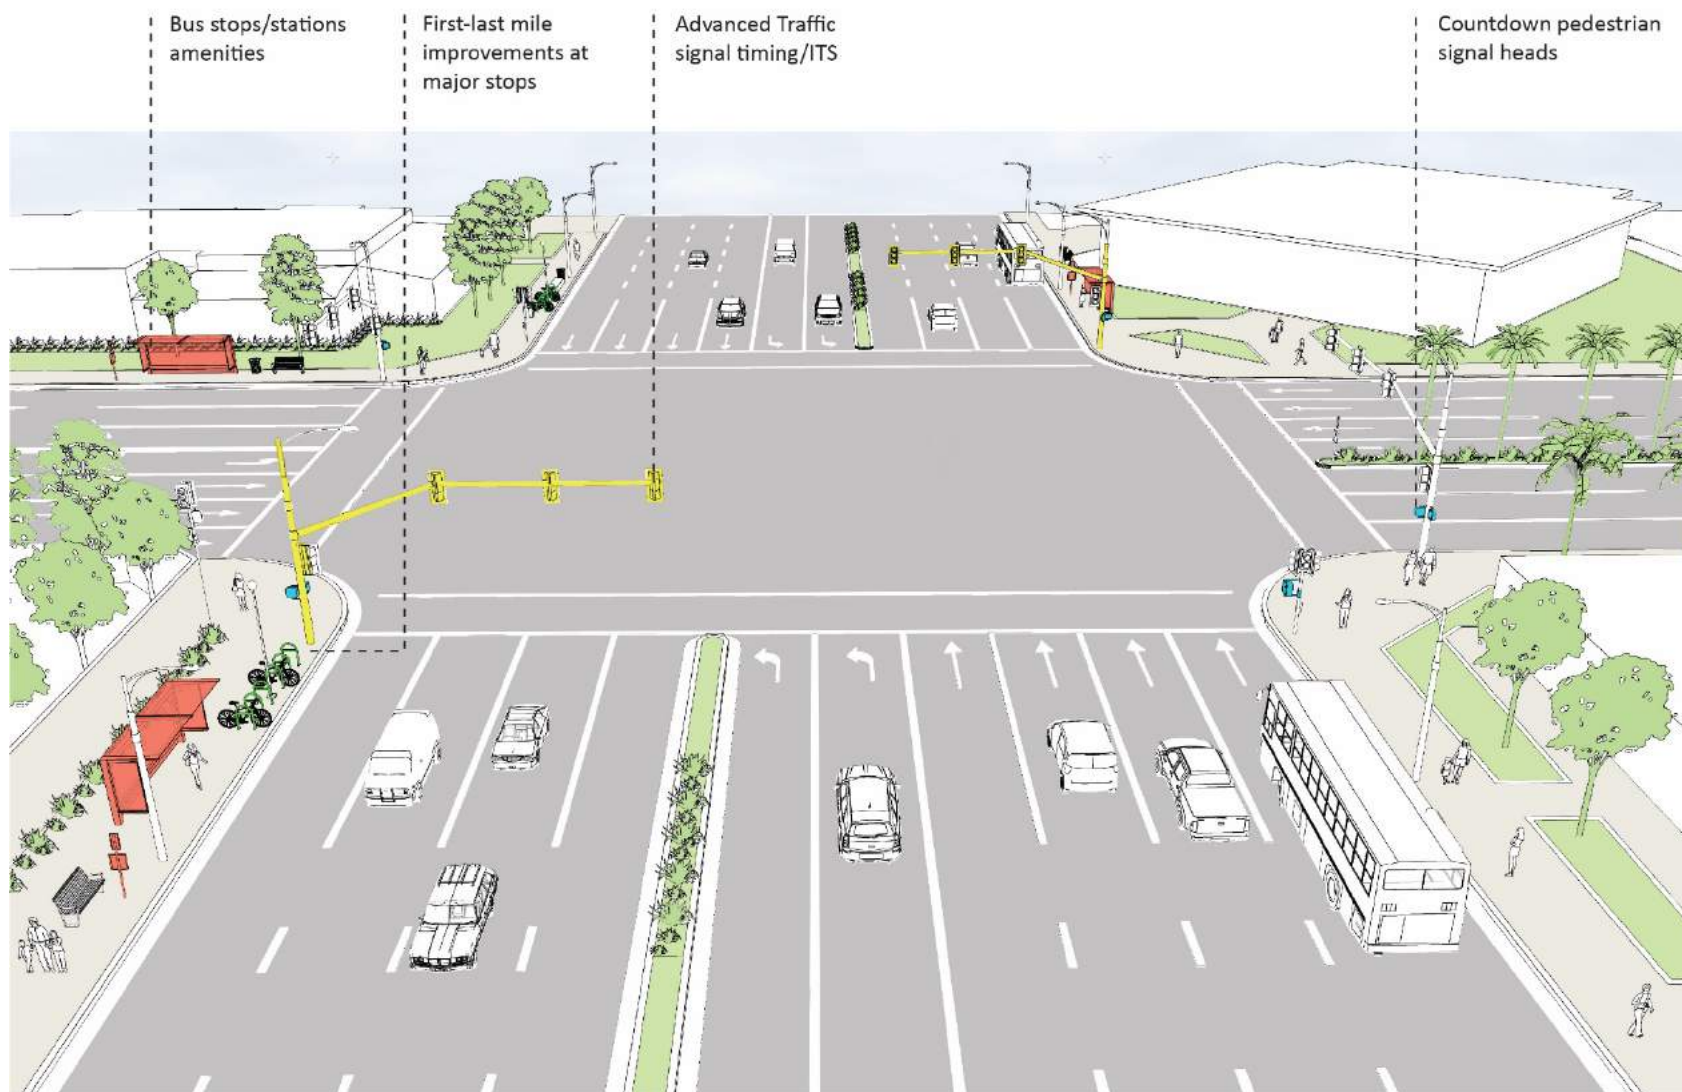 Bus stops/stations
amenities
First-last mile
improvements at
major stops
Advanced Traffic
signal timing/ITS
Countdown pedestrian
signal heads